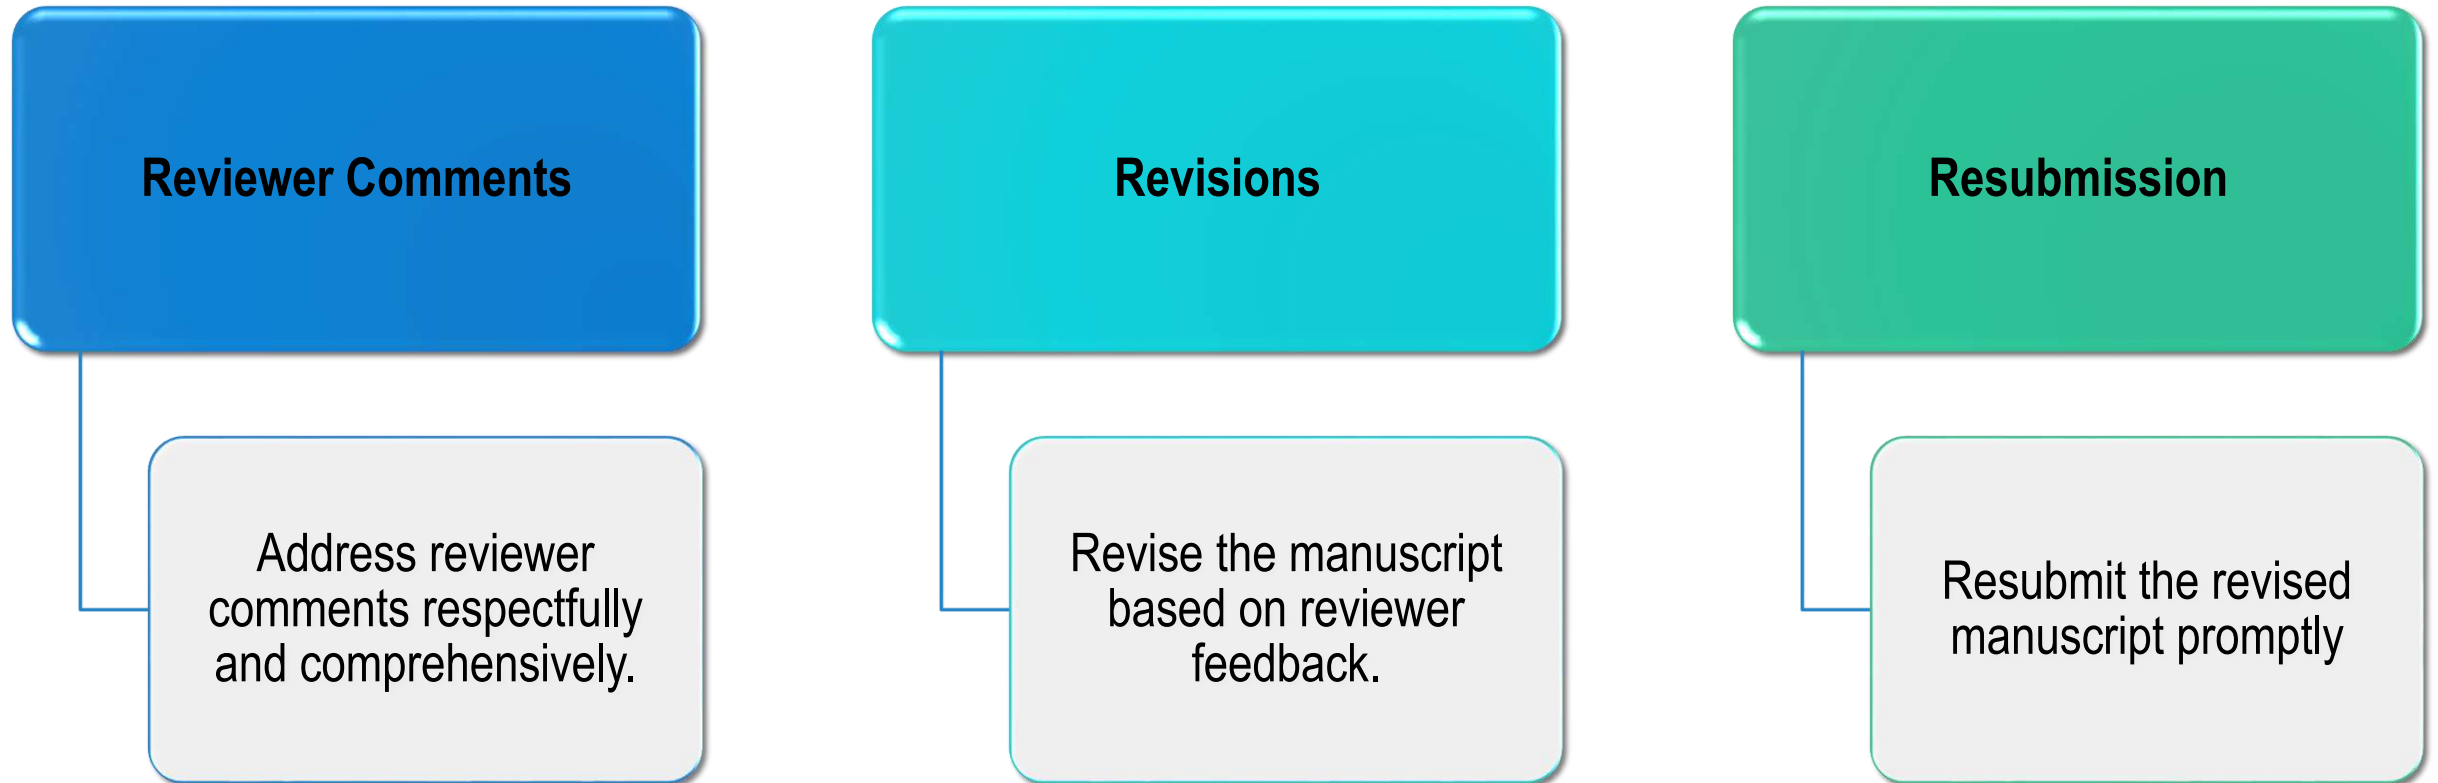 Reviewer Comments
Address reviewer
comments respectfully
and comprehensively.
Revisions
Revise the manuscript
based on reviewer
feedback.
Resubmission
Resubmit the revised
manuscript promptly